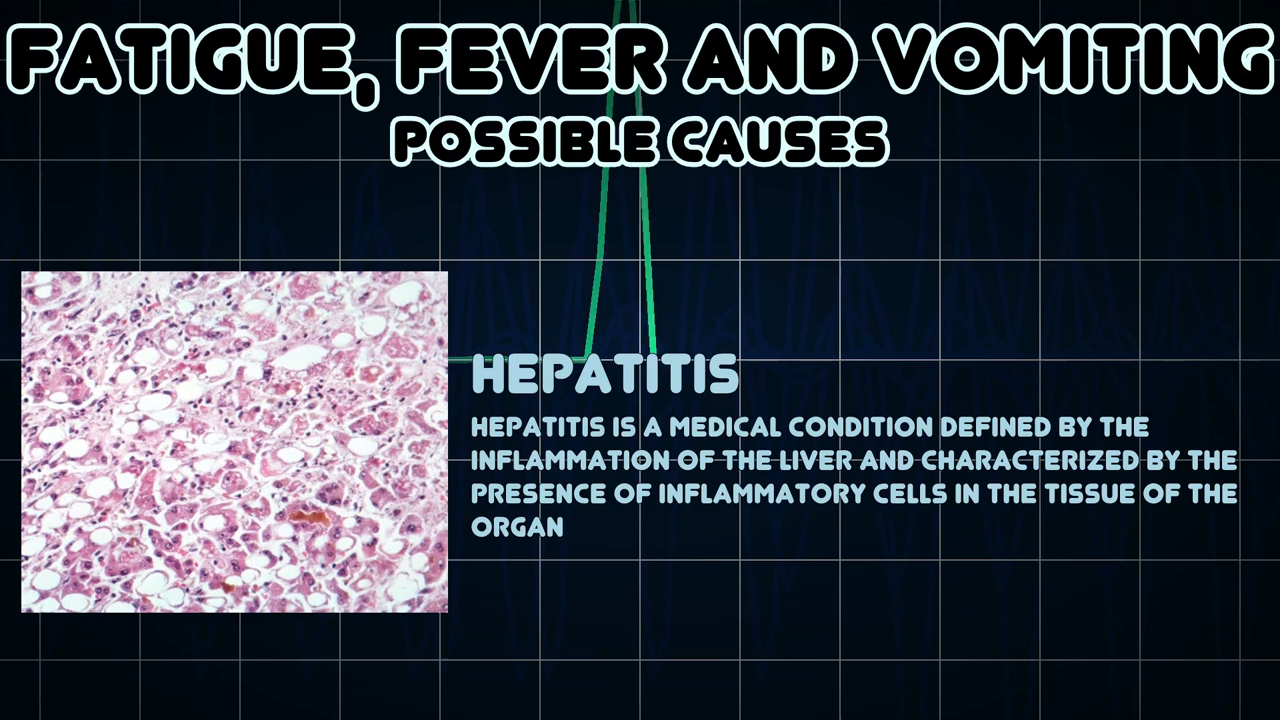 FATIGUE, FEVER AND VOMITING
POSSIBLE CAUSES
HEPATITIS
HEPATITIS IS A MEDICAL CONDITION DEFINED BY THE
INFLAMMATION OF THE LIVER AND CHARACTERIZED BY THE
PRESENCE OF INFLAMMATORY CELLS IN THE TISSUE OF THE
ORGAN